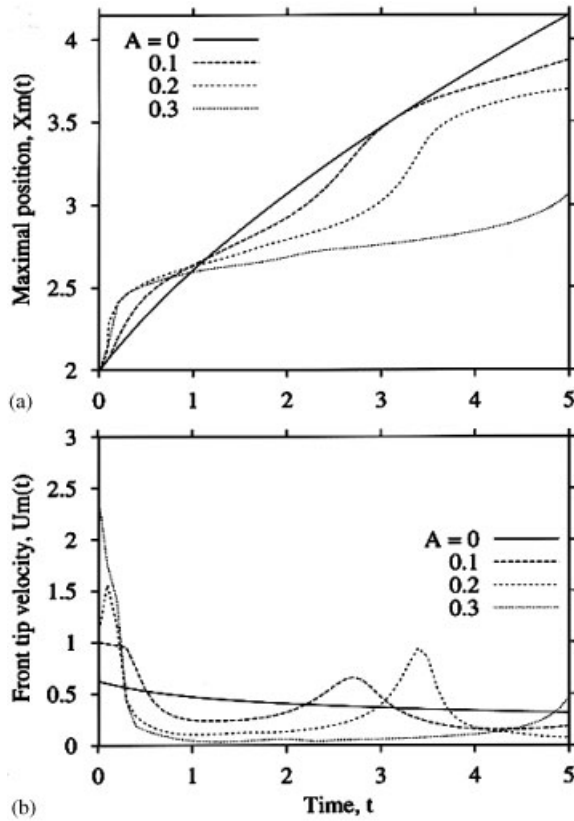 4
3.5
3
2.5
2
Maximal position, Xm(t)
A = 0
0.1
0.2
0.3
0 1 2 3 4 5
(a)
3
2.5
2
1.5
1
0.5
0
Front tip velocity, Um(t)
A = 0
0.1
0.2
0.3
0 1 2 3 4 5
(b)
Time, t